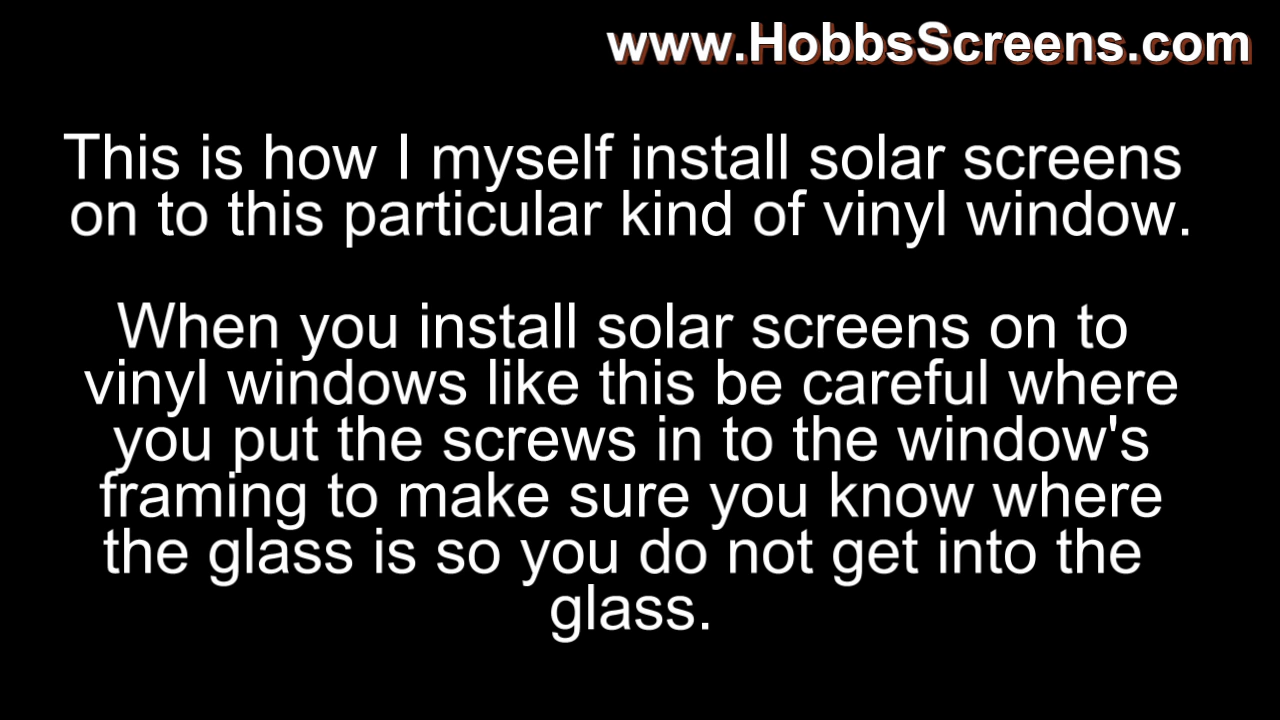 www.HobbsScreens.com
This is how I myself install solar screens
on to this particular kind of vinyl window.
When you install solar screens on to
vinyl windows like this be careful where
you put the screws in to the window's
framing to make sure you know where
the glass is so you do not get into the
glass.